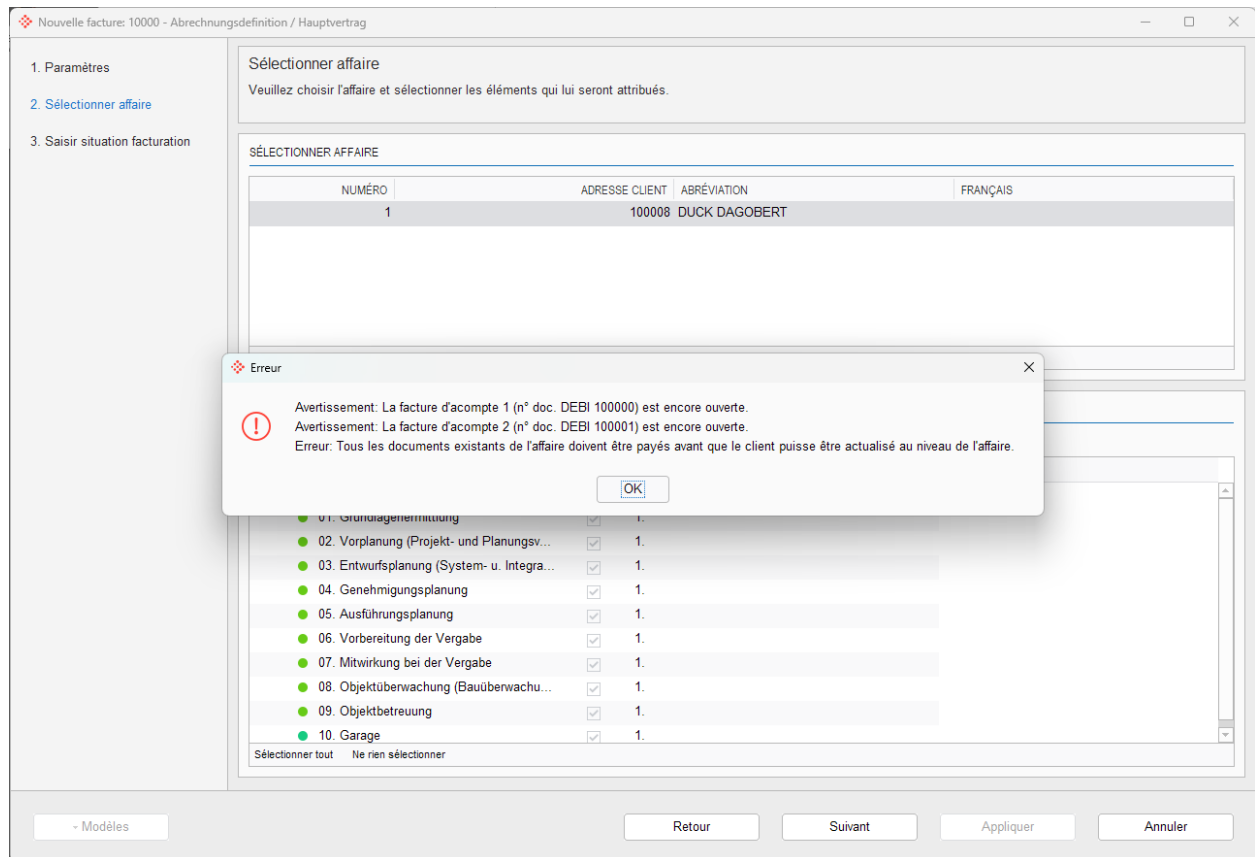 Nouvelle facture: 10000 - Abrechnungsdefinition / Hauptvertrag
1. Paramètres
2. Sélectionner affaire
3. Saisir situation facturation
Sélectionner affaire
Veuillez choisir l'affaire et sélectionner les éléments qui lui seront attribués.
SÉLECTIONNER AFFAIRE
NUMÉRO ADRESSE CLIENT ABRÉVIATION FRANÇAIS
1 100008 DUCK DAGOBERT
Erreur
Avertissement: La facture d'acompte 1 (n° doc. DEBI 100000) est encore ouverte.
Avertissement: La facture d'acompte 2 (n° doc. DEBI 100001) est encore ouverte.
Erreur: Tous les documents existants de l'affaire doivent être payés avant que le client puisse être actualisé au niveau de l'affaire.
OK
01. Grundlagenermittlung 1.
02. Vorplanung (Projekt- und Planungsv... 1.
03. Entwurfsplanung (System- u. Integra... 1.
04. Genehmigungsplanung 1.
05. Ausführungsplanung 1.
06. Vorbereitung der Vergabe 1.
07. Mitwirkung bei der Vergabe 1.
08. Objektüberwachung (Bauüberwachu... 1.
09. Objektbetreuung 1.
10. Garage 1.
Sélectionner tout Ne rien sélectionner
- Modèles Retour Suivant Appliquer Annuler